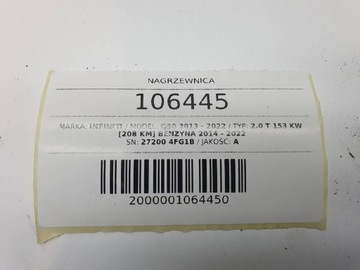 NAGRZEWNICA
106445
MARKA: INFINITI / MODEL: Q50 2013 - 2022 / TYP: 2.0 T 153 KW
[208 KM] BENZYNA 2014 - 2022
SN: 27200 4FG1B / JAKOŚĆ: A
2000001064450